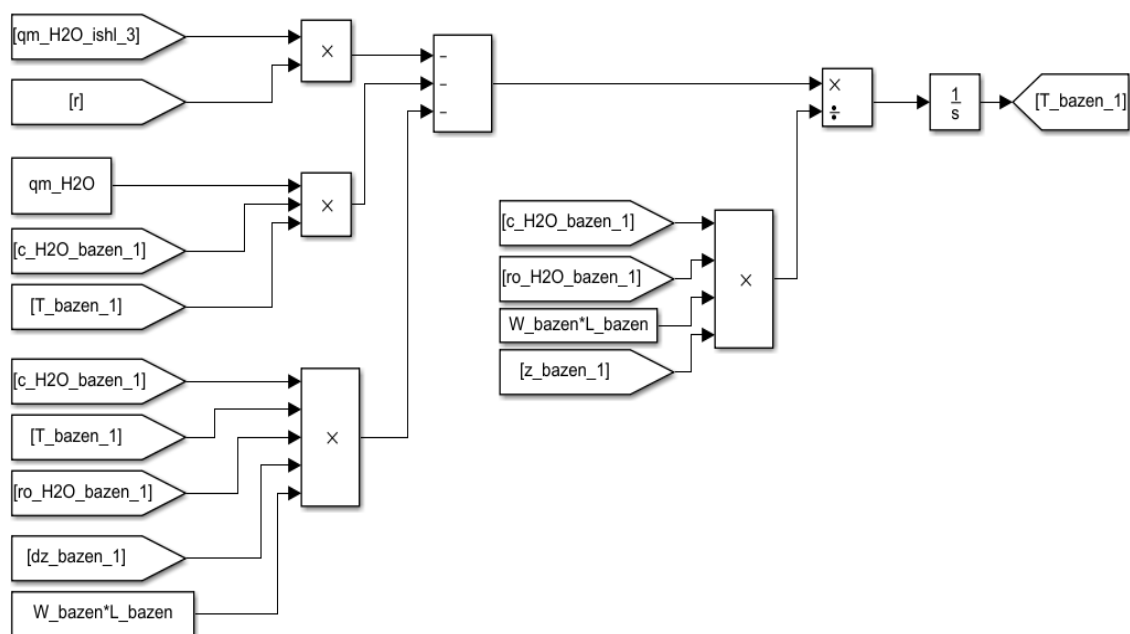 [qm_H2O_ishl_3]
[r]
×
-
-
-
qm_H2O
[c_H2O_bazen_1]
[T_bazen_1]
×
[c_H2O_bazen_1]
[T_bazen_1]
[ro_H2O_bazen_1]
[dz_bazen_1]
W_bazen*L_bazen
×
[c_H2O_bazen_1]
[ro_H2O_bazen_1]
W_bazen*L_bazen
[z_bazen_1]
×
×
÷
1
s
[T_bazen_1]